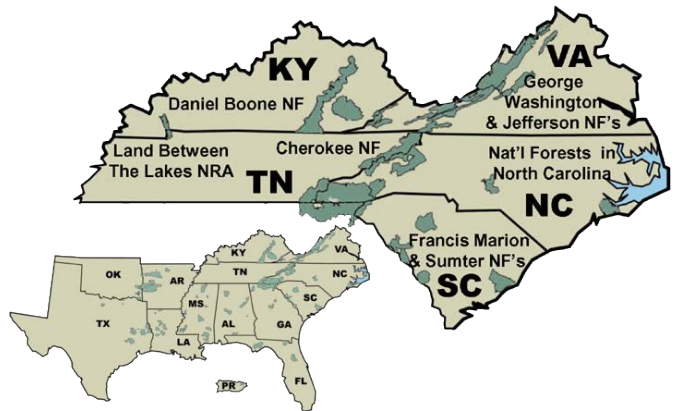 KY
VA
Daniel Boone NF
George
Washington
& Jefferson NF's
Land Between
The Lakes NRA
Cherokee NF
TN
Nat'l Forests in
North Carolina
NC
Francis Marion
& Sumter NF's
SC
KY
VA
OK
AR
TN
NC
MS
SC
TX
AL
GA
LA
FL
PR